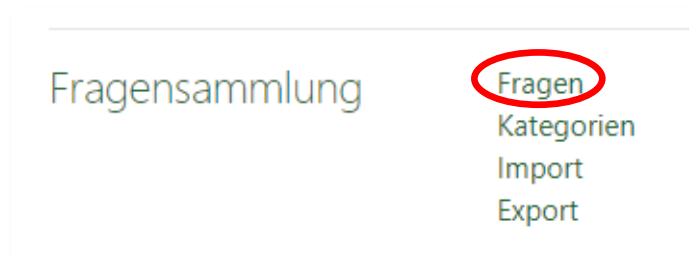 Fragensammlung
Fragen
Kategorien
Import
Export